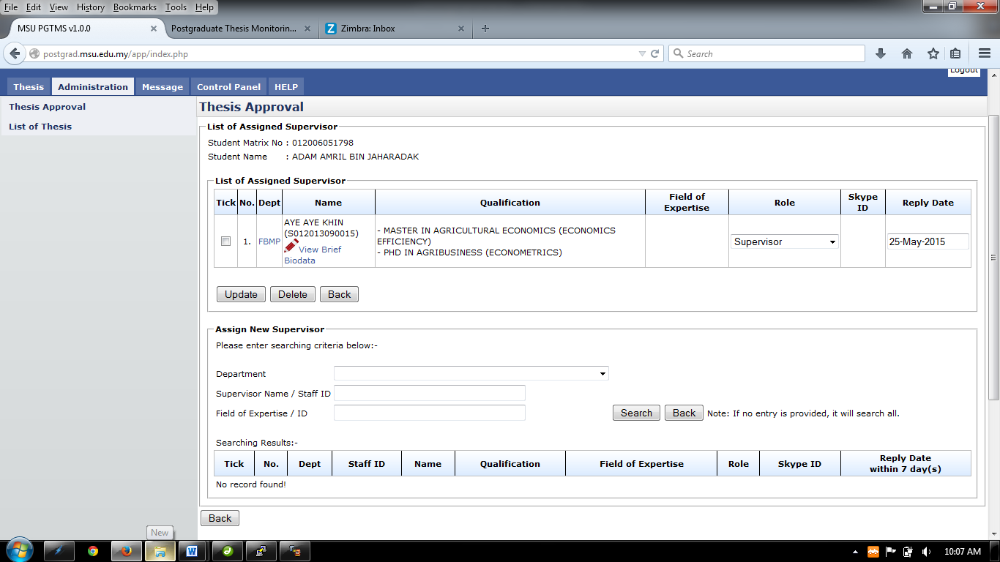 File Edit View History Bookmarks Tools Help
MSU PGTMS v1.0.0
Postgraduate Thesis Monitorin...
Zimbra: Inbox
postgrad.msu.edu.my/app/index.php
Search
Logout
Thesis Administration Message Control Panel HELP
Thesis Approval
List of Thesis
Thesis Approval
List of Assigned Supervisor
Student Matrix No : 012006051798
Student Name : ADAM AMRIL BIN JAHARADAK
List of Assigned Supervisor
Tick No. Dept Name Qualification Field of Expertise Role Skype ID Reply Date
1. FBMP
AYE AYE KHIN
(S012013090015)
View Brief
Biodata
- MASTER IN AGRICULTURAL ECONOMICS (ECONOMICS
EFFICIENCY)
- PHD IN AGRIBUSINESS (ECONOMETRICS)
Supervisor
25-May-2015
Update Delete Back
Assign New Supervisor
Please enter searching criteria below:-
Department
Supervisor Name / Staff ID
Field of Expertise / ID
Search Back Note: If no entry is provided, it will search all.
Searching Results:-
Tick No. Dept Staff ID Name Qualification Field of Expertise Role Skype ID Reply Date within 7 day(s)
No record found!
Back
New
10:07 AM